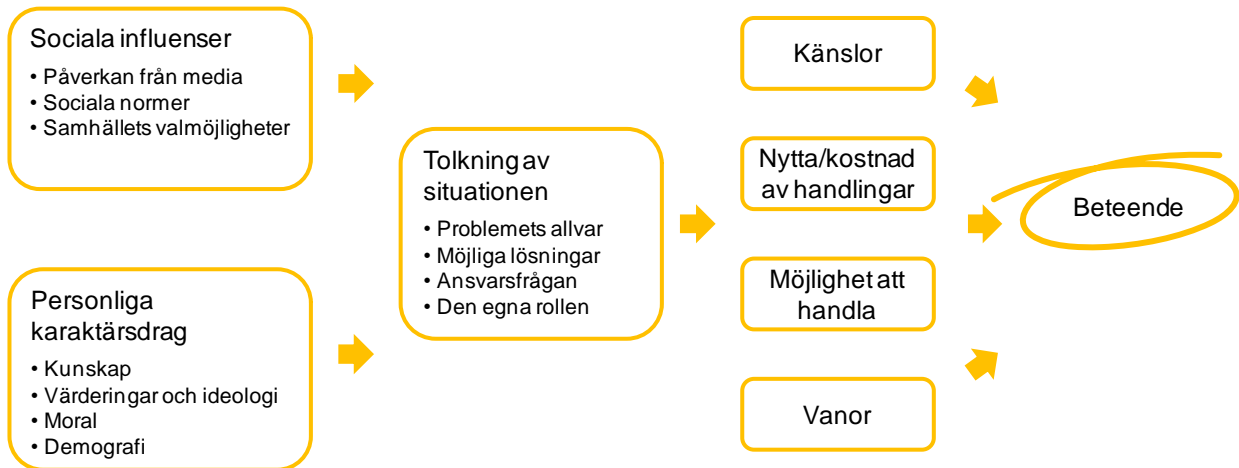 Sociala influenser
• Påverkan från media
• Sociala normer
• Samhällets valmöjligheter
Personliga
karaktärsdrag
• Kunskap
• Värderingar och ideologi
• Moral
• Demografi
Tolkning av
situationen
• Problemets allvar
• Möjliga lösningar
• Ansvarsfrågan
• Den egna rollen
Känslor
Nytta/kostnad
av handlingar
Möjlighet att
handla
Vanor
Beteende